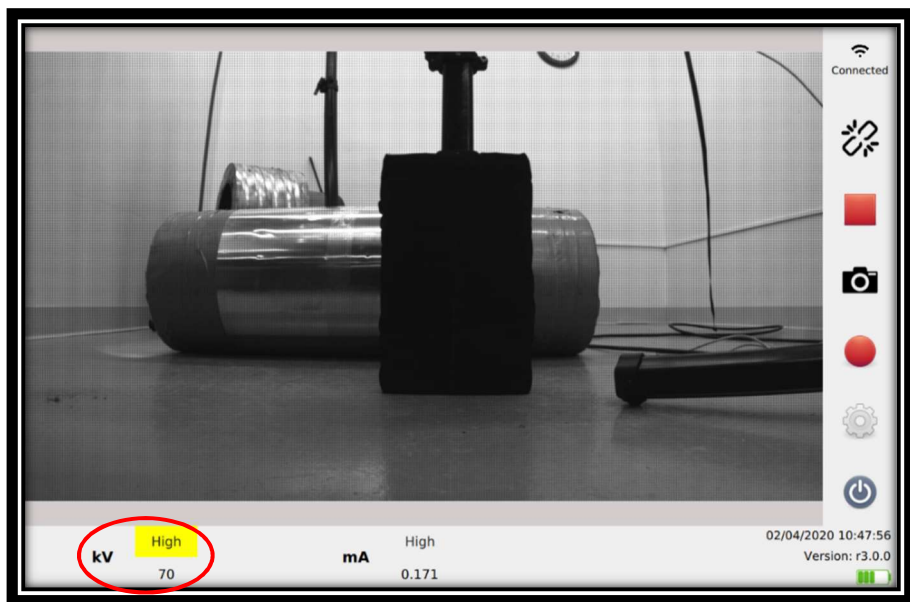 Connected
kV
High
70
mA
High
0.171
02/04/2020 10:47:56
Version: r3.0.0